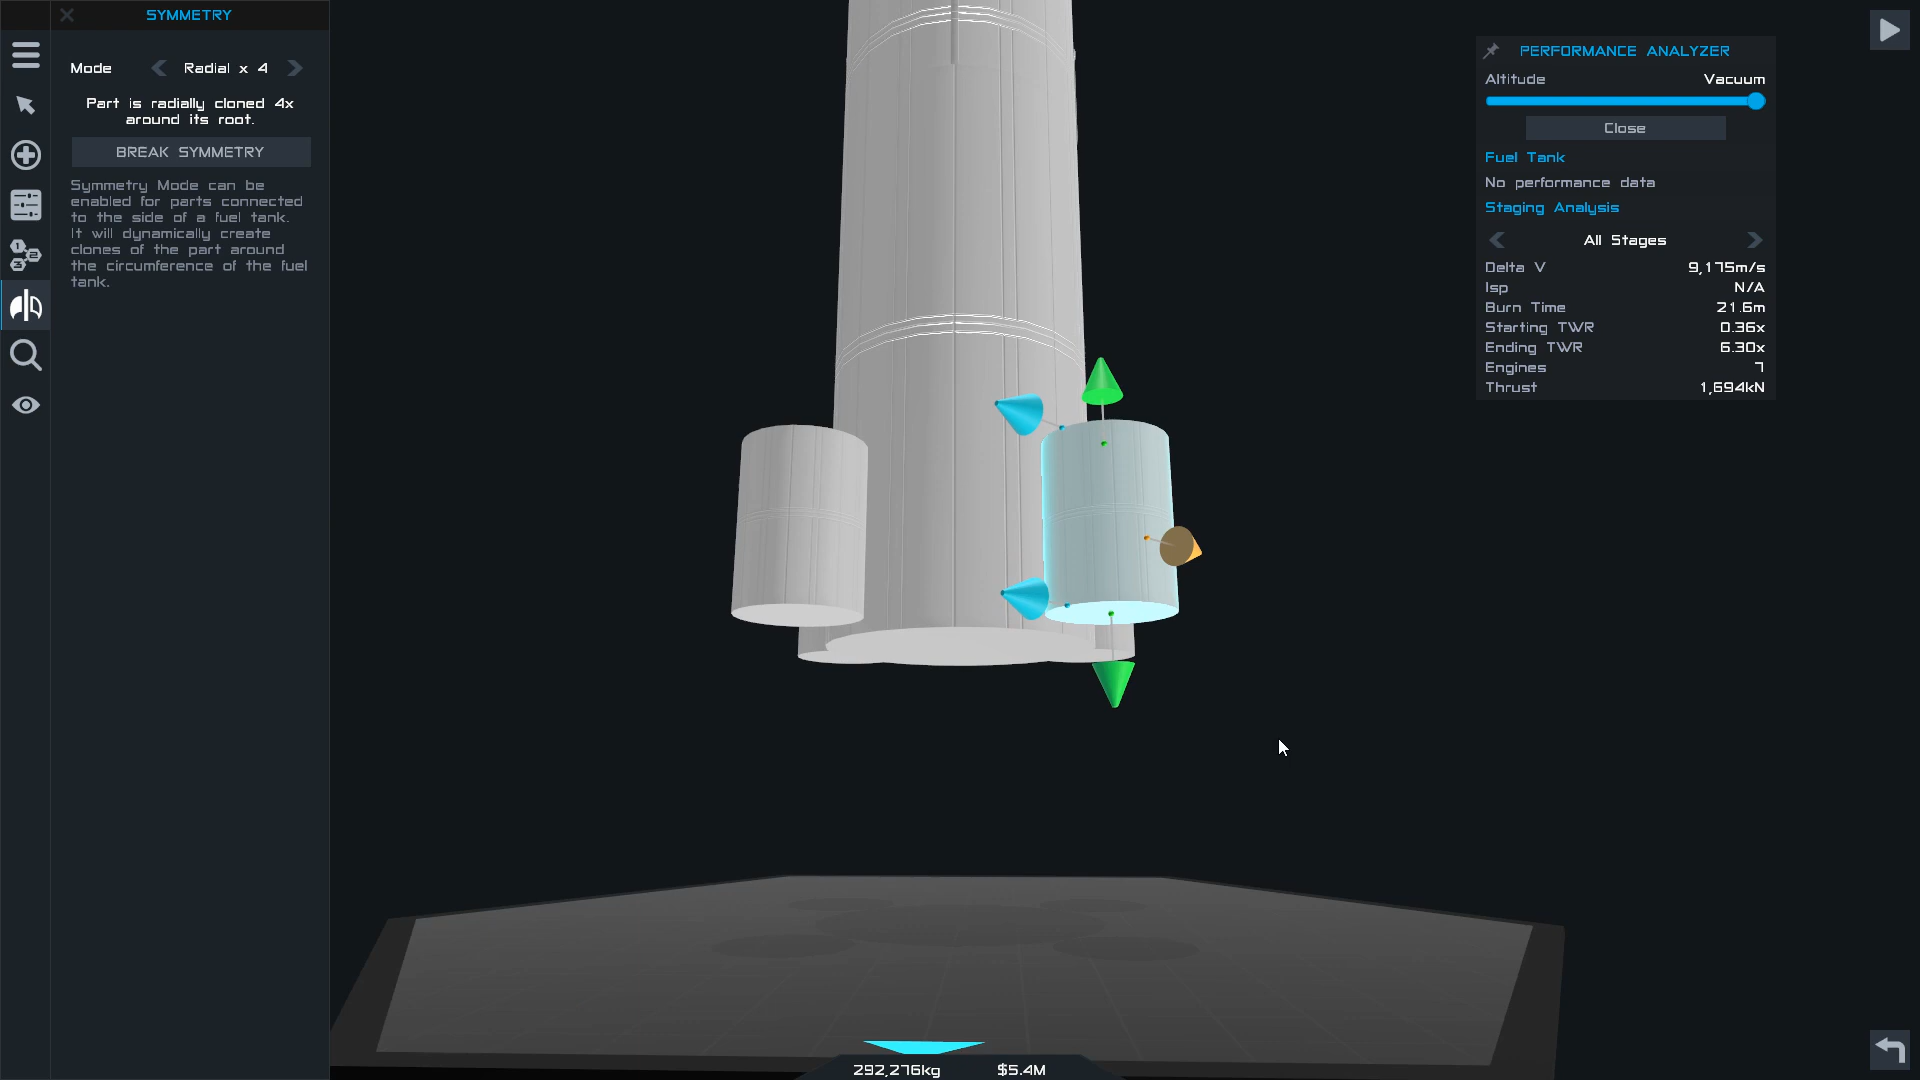 SYMMETRY
Mode Radial x 4
Part is radially cloned 4x
around its root.
BREAK SYMMETRY
Symmetry Mode can be
enabled for parts connected
to the side of a fuel tank.
It will dynamically create
clones of the part around
the circumference of the fuel
tank.
1
2
3
PERFORMANCE ANALYZER
Altitude Vacuum
Close
Fuel Tank
No performance data
Staging Analysis
All Stages
Delta V 9,175m/s
Isp N/A
Burn Time 21.6m
Starting TWR 0.36x
Ending TWR 6.30x
Engines 7
Thrust 1,694kN
292,276kg $5.4M